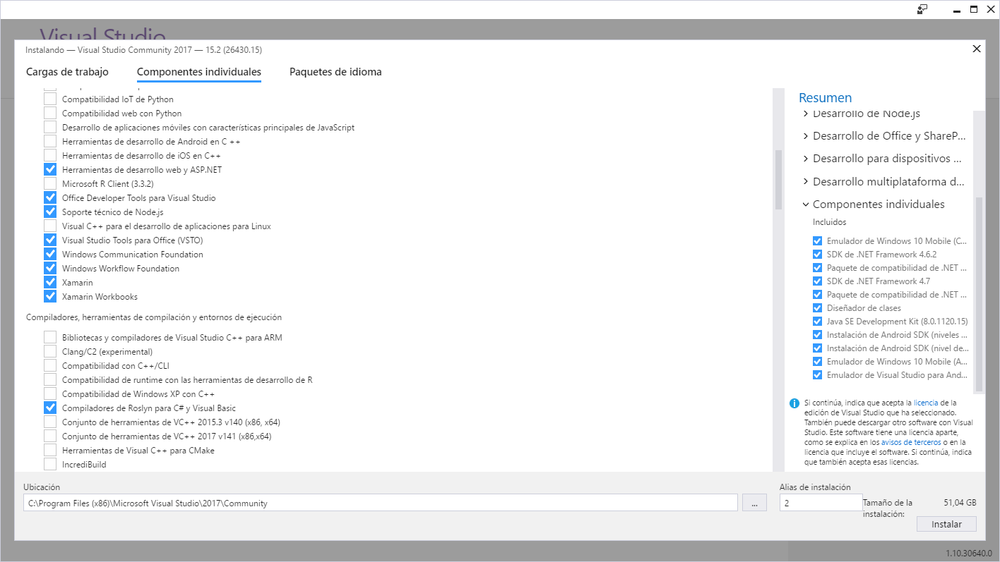 Visual Studio
Instalando — Visual Studio Community 2017 — 15.2 (26430.15)
Cargas de trabajo
Componentes individuales
Paquetes de idioma
Compatibilidad IoT de Python
Compatibilidad web con Python
Desarrollo de aplicaciones móviles con características principales de JavaScript
Herramientas de desarrollo de Android en C ++
Herramientas de desarrollo de iOS en C++
Herramientas de desarrollo web y ASP.NET
Microsoft R Client (3.3.2)
Office Developer Tools para Visual Studio
Soporte técnico de Node.js
Visual C++ para el desarrollo de aplicaciones para Linux
Visual Studio Tools para Office (VSTO)
Windows Communication Foundation
Windows Workflow Foundation
Xamarin
Xamarin Workbooks
Compiladores, herramientas de compilación y entornos de ejecución
Bibliotecas y compiladores de Visual Studio C++ para ARM
Clang/C2 (experimental)
Compatibilidad con C++/CLI
Compatibilidad de runtime con las herramientas de desarrollo de R
Compatibilidad de Windows XP con C++
Compiladores de Roslyn para C# y Visual Basic
Conjunto de herramientas de VC++ 2015.3 v140 (x86, x64)
Conjunto de herramientas de VC++ 2017 v141 (x86,x64)
Herramientas de Visual C++ para CMake
IncrediBuild
Resumen
Desarrollo de Node.js
Desarrollo de Office y ShareP...
Desarrollo para dispositivos ...
Desarrollo multiplataforma d...
Componentes individuales
Incluidos
Emulador de Windows 10 Mobile (C...
SDK de .NET Framework 4.6.2
Paquete de compatibilidad de .NET ...
SDK de .NET Framework 4.7
Paquete de compatibilidad de .NET ...
Diseñador de clases
Java SE Development Kit (8.0.1120.15)
Instalación de Android SDK (niveles ...
Instalación de Android SDK (nivel de...
Emulador de Windows 10 Mobile (A...
Emulador de Visual Studio para And...
Si continúa, indica que acepta la licencia de la
edición de Visual Studio que ha seleccionado.
También puede descargar otro software con Visual
Studio. Este software tiene una licencia aparte,
como se explica en los avisos de terceros o en la
licencia que incluye el software. Si continúa, indica
que también acepta esas licencias.
Ubicación
C:\Program Files (x86)\Microsoft Visual Studio\2017\Community
...
Alias de instalación
2
Tamaño de la
instalación:
51,04 GB
Instalar
1.10.30640.0